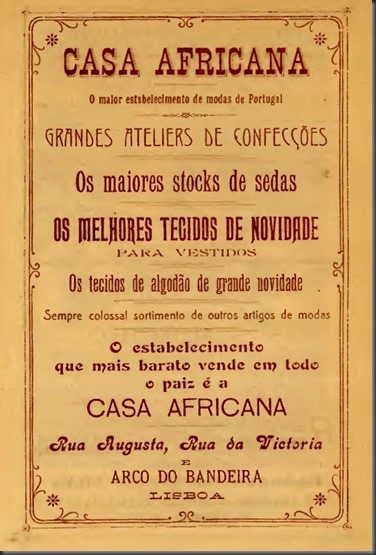 CASA AFRICANA
O maior estabelecimento de modas de Portugal
GRANDES ATELIERS DE CONFECÇÕES
Os maiores stocks de sedas
OS MELHORES TECIDOS DE NOVIDADE
PARA VESTIDOS
Os tecidos de algodão de grande novidade
Sempre colossal sortimento de outros artigos de modas
O estabelecimento
que mais barato vende em todo
o paiz é a
CASA AFRICANA
Rua Augusta, Rua da Victoria
E
ARCO DO BANDEIRA
LISBOA